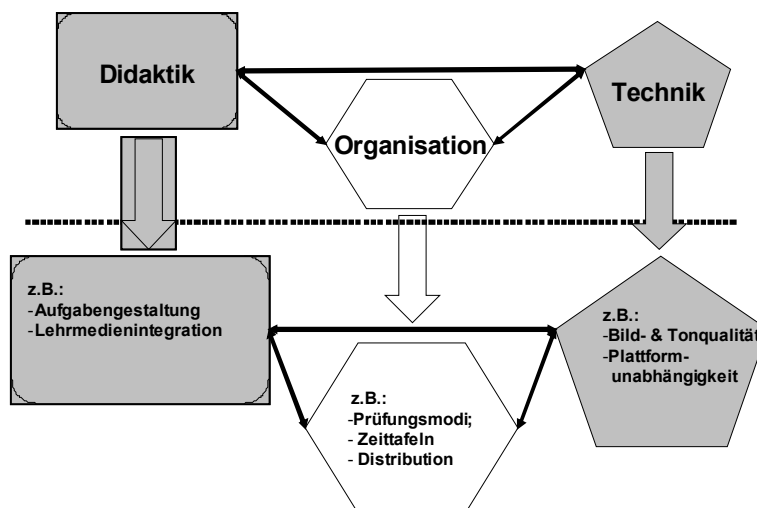 Didaktik
Technik
Organisation
z.B.:
-Aufgabengestaltung
-Lehrmedienintegration
z.B.:
-Bild- & Tonqualität
-Plattform-
unabhängigkeit
z.B.:
-Prüfungsmodi;
- Zeittafeln
- Distribution